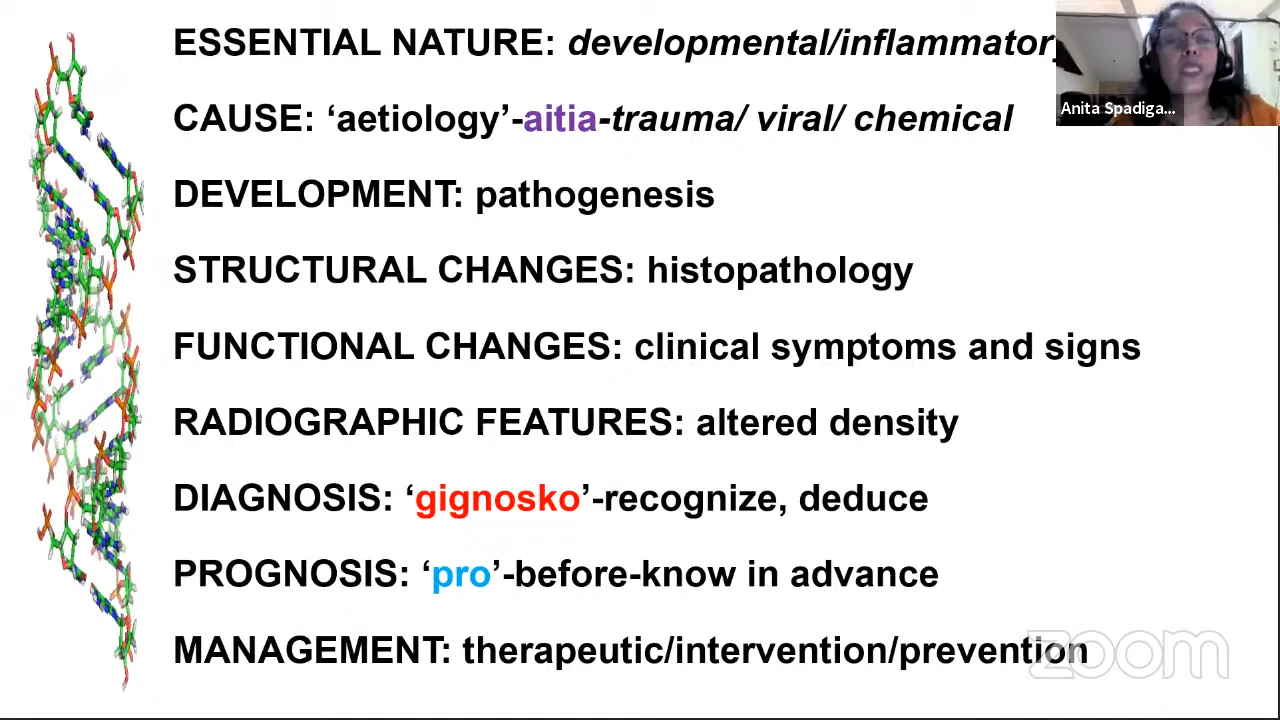 ESSENTIAL NATURE: developmental/inflammatory
Anita Spadiga...
CAUSE: ‘aetiology’-aitia-trauma/ viral/ chemical
DEVELOPMENT: pathogenesis
STRUCTURAL CHANGES: histopathology
FUNCTIONAL CHANGES: clinical symptoms and signs
RADIOGRAPHIC FEATURES: altered density
DIAGNOSIS: ‘gignosko’-recognize, deduce
PROGNOSIS: ‘pro’-before-know in advance
MANAGEMENT: therapeutic/intervention/prevention
zoom